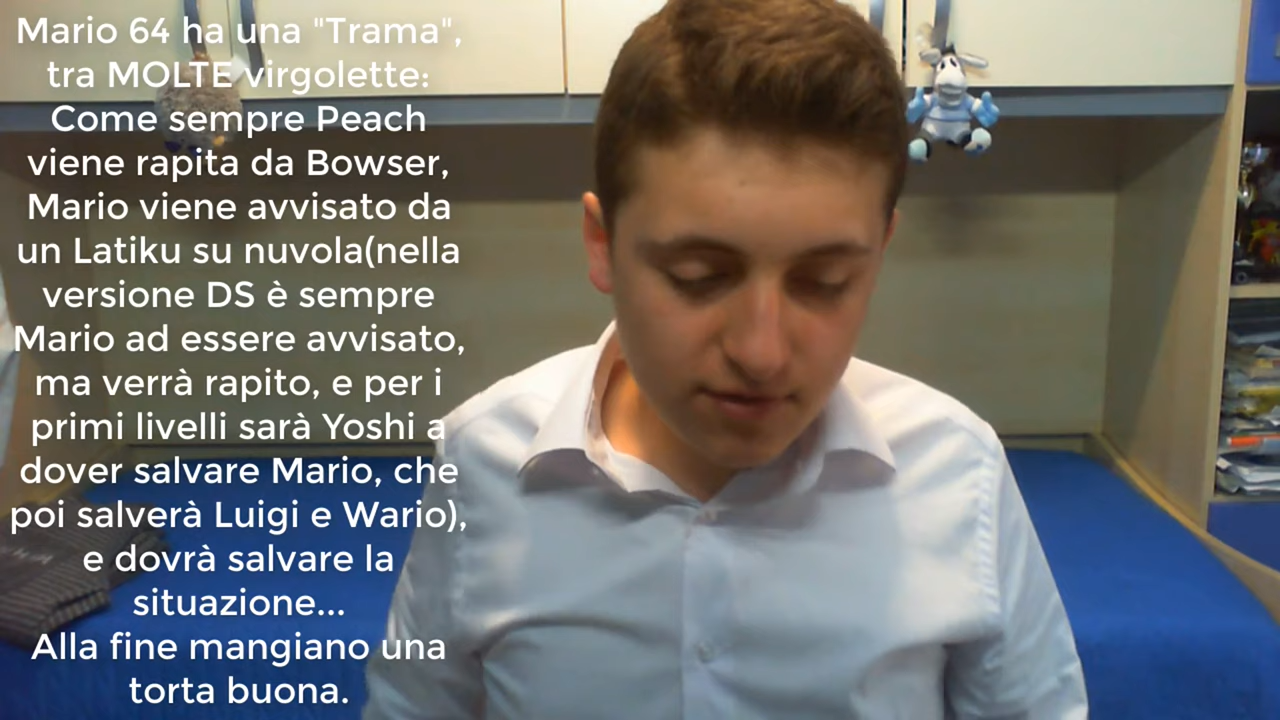 Mario 64 ha una "Trama",
tra MOLTE virgolette:
Come sempre Peach
viene rapita da Bowser,
Mario viene avvisato da
un Latiku su nuvola(nella
versione DS è sempre
Mario ad essere avvisato,
ma verrà rapito, e per i
primi livelli sarà Yoshi a
dover salvare Mario, che
poi salverà Luigi e Wario),
e dovrà salvare la
situazione...
Alla fine mangiano una
torta buona.